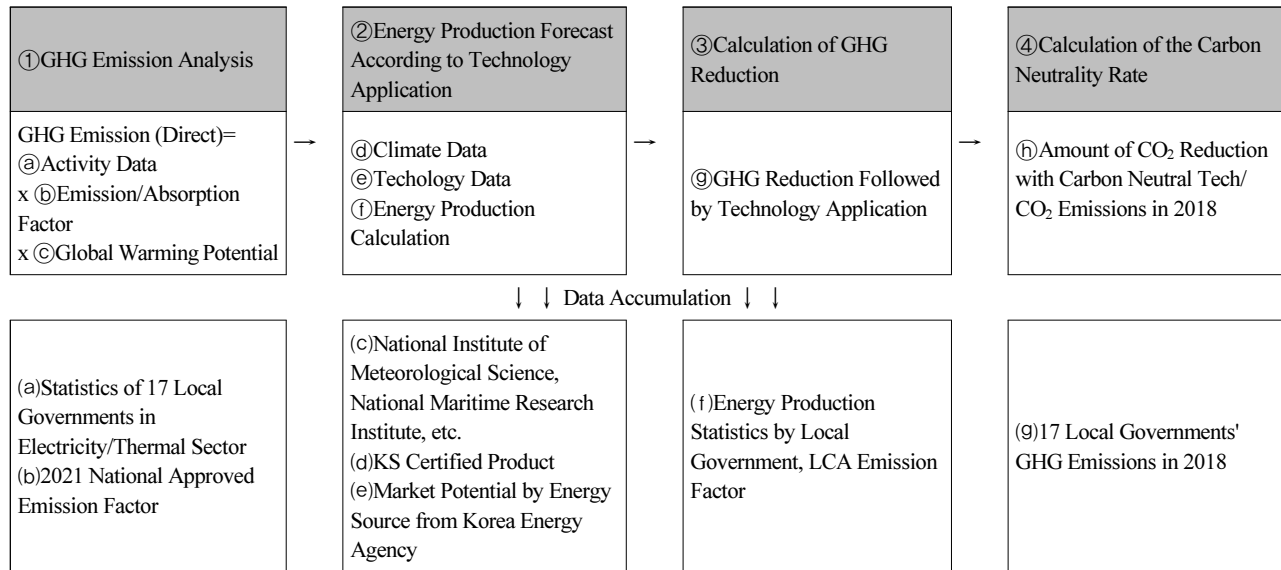 ①GHG Emission Analysis
GHG Emission (Direct)=
ⓐActivity Data
x ⓑEmission/Absorption
Factor
x ⓒGlobal Warming Potential
→
②Energy Production Forecast
According to Technology
Application
ⓓClimate Data
ⓔTechology Data
ⓕEnergy Production
Calculation
→
③Calculation of GHG
Reduction
ⓖGHG Reduction Followed
by Technology Application
→
④Calculation of the Carbon
Neutrality Rate
ⓗAmount of CO₂ Reduction
with Carbon Neutral Tech/
CO₂ Emissions in 2018
↓ ↓ Data Accumulation ↓ ↓
⒜Statistics of 17 Local
Governments in
Electricity/Thermal Sector
⒝2021 National Approved
Emission Factor
⒞National Institute of
Meteorological Science,
National Maritime Research
Institute, etc.
⒟KS Certified Product
⒠Market Potential by Energy
Source from Korea Energy
Agency
⒡Energy Production
Statistics by Local
Government, LCA Emission
Factor
⒢17 Local Governments'
GHG Emissions in 2018